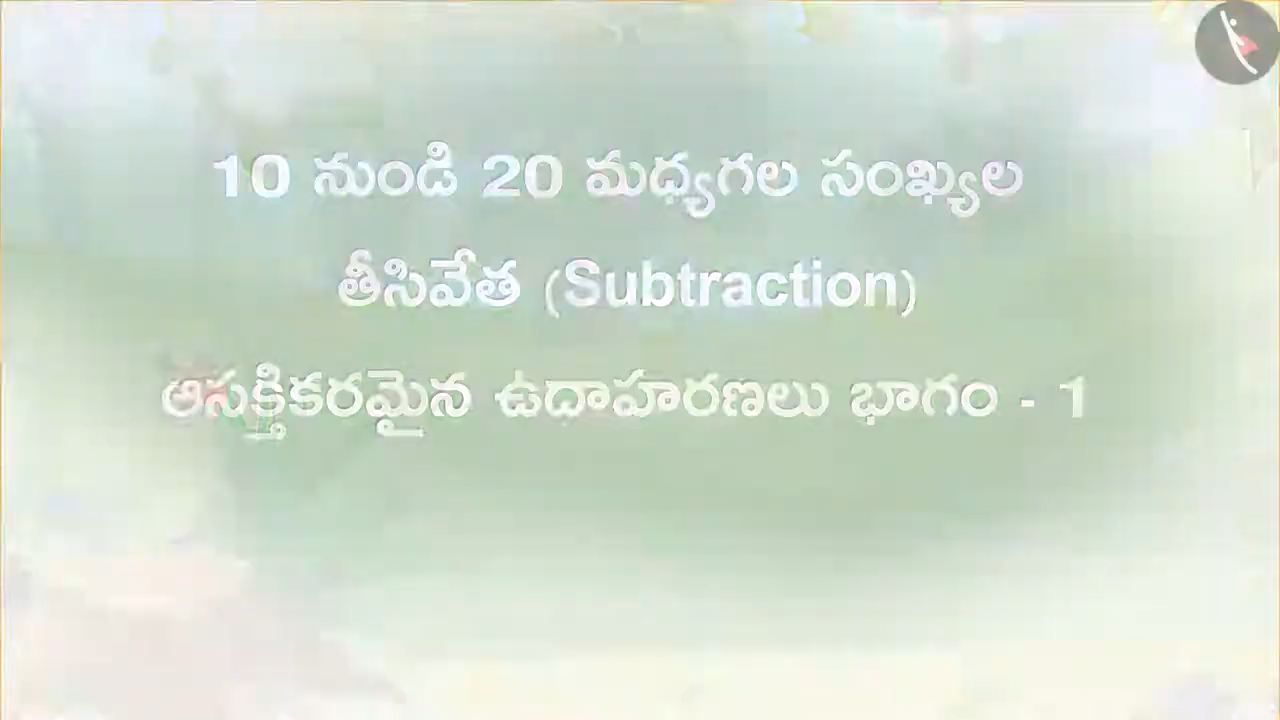 10 నుండి 20 మధ్యగల సంఖ్యల
తీసివేత (Subtraction)
ఆసక్తికరమైన ఉదాహరణలు భాగం - 1